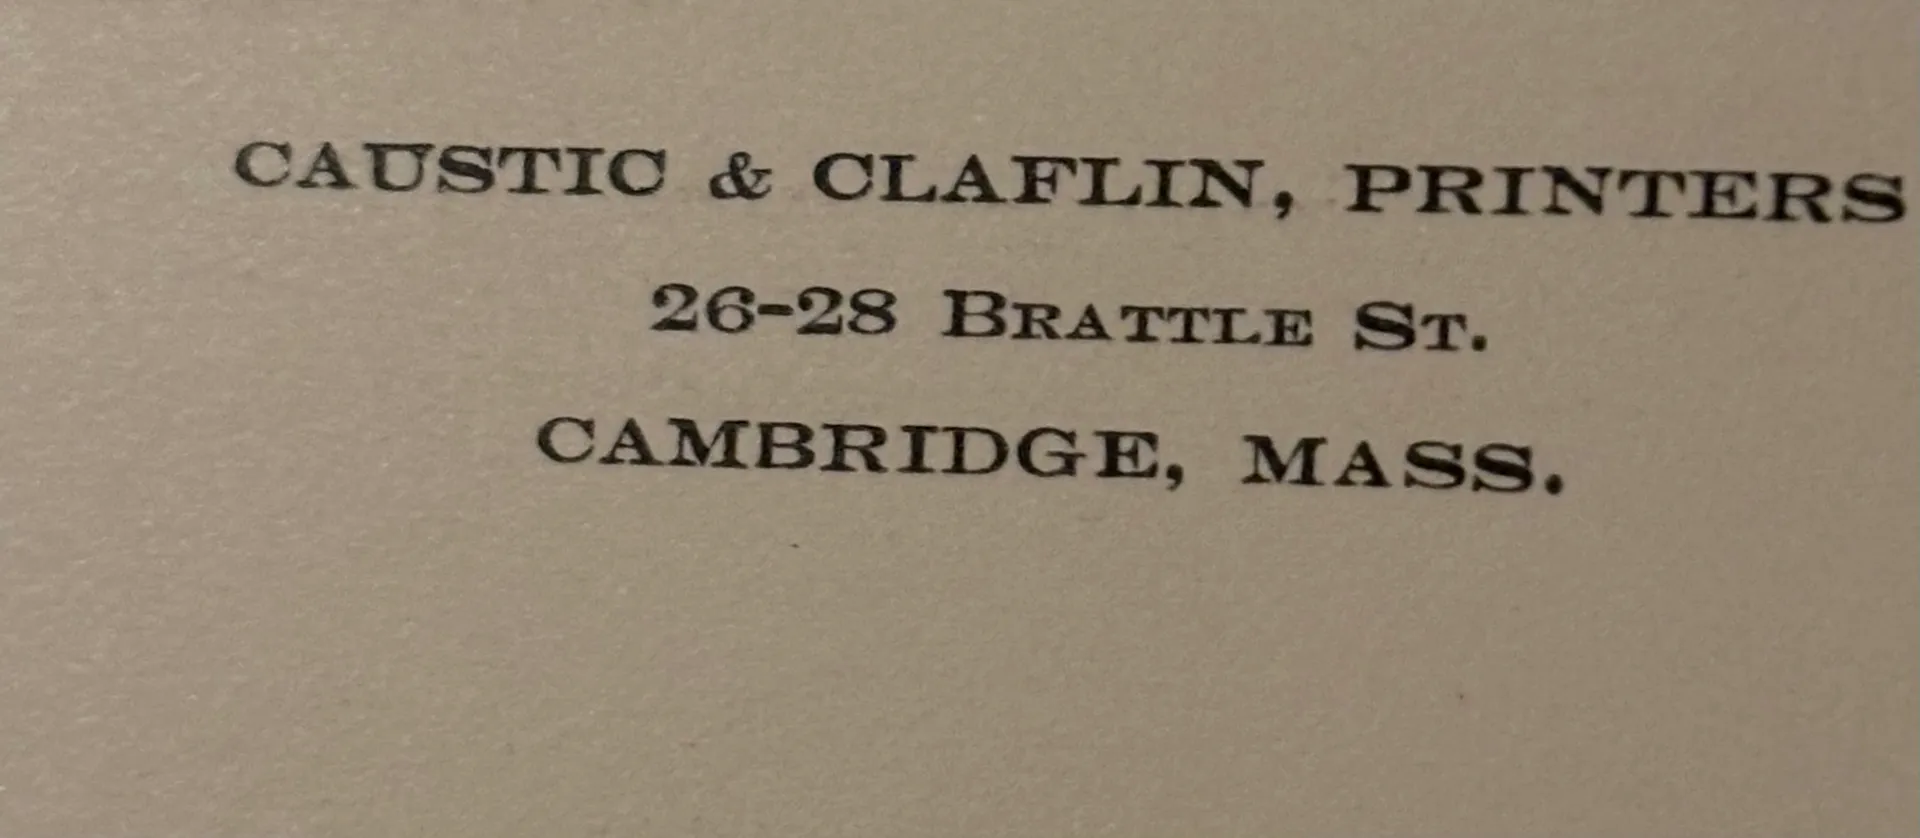 CAUSTIC & CLAFLIN, PRINTERS
26-28 BRATTLE ST.
CAMBRIDGE, MASS.